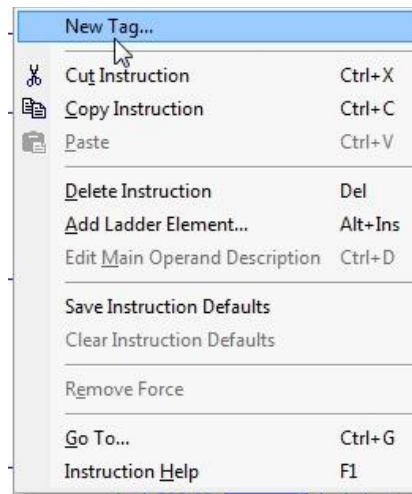 New Tag...
Cut Instruction Ctrl+X
Copy Instruction Ctrl+C
Paste Ctrl+V
Delete Instruction Del
Add Ladder Element... Alt+Ins
Edit Main Operand Description Ctrl+D
Save Instruction Defaults
Clear Instruction Defaults
Remove Force
Go To... Ctrl+G
Instruction Help F1